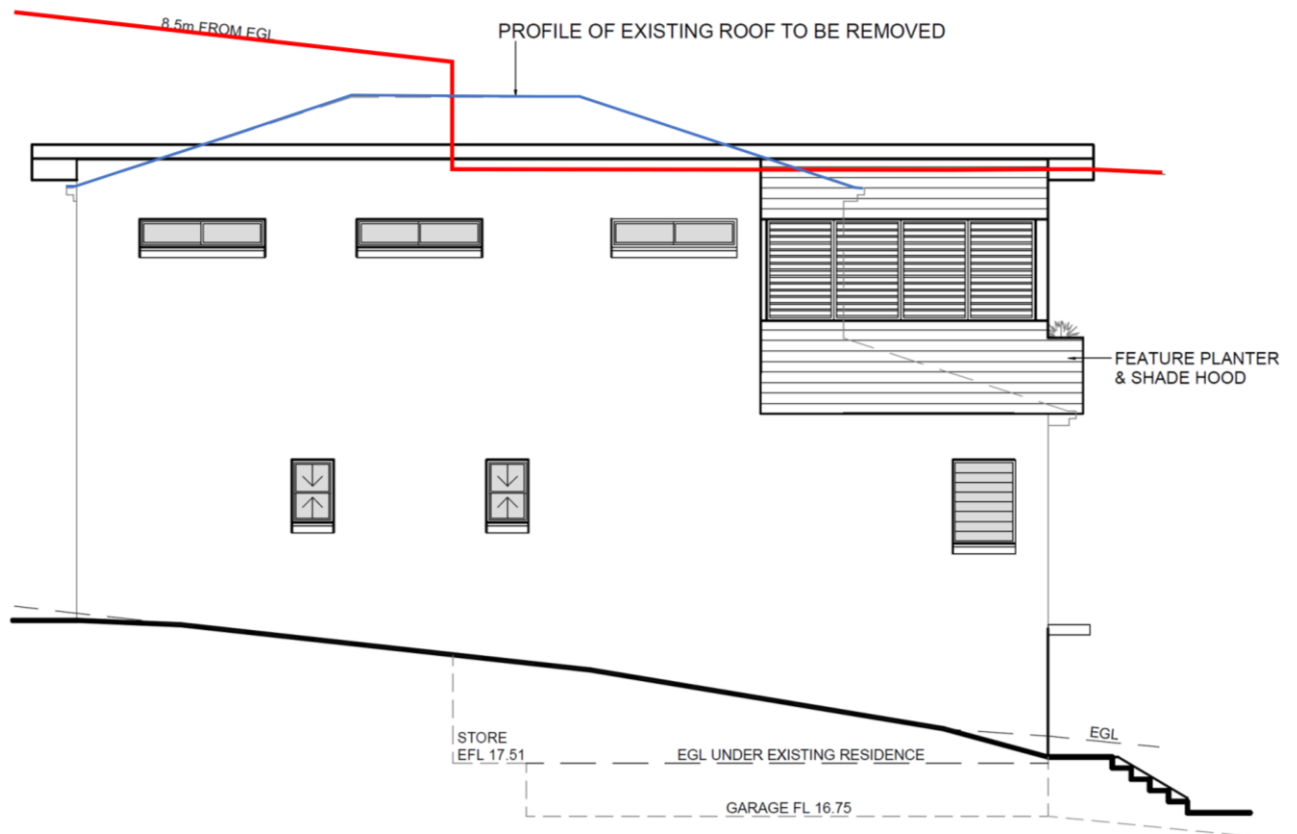 8.5m FROM EGL
PROFILE OF EXISTING ROOF TO BE REMOVED
FEATURE PLANTER
& SHADE HOOD
EGL
STORE
EFL 17.51
EGL UNDER EXISTING RESIDENCE
GARAGE FL 16.75